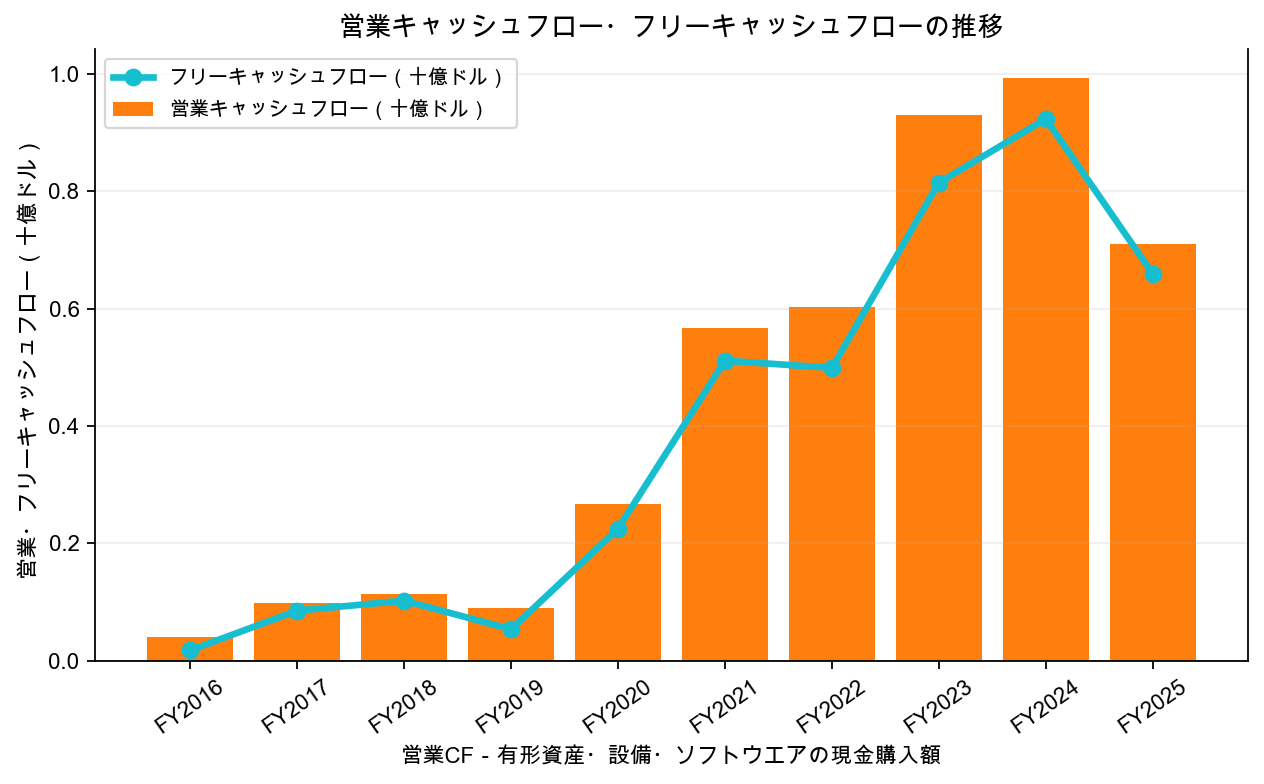 営業キャッシュフロー・フリーキャッシュフローの推移
フリーキャッシュフロー（十億ドル）
営業キャッシュフロー（十億ドル）
営業・フリーキャッシュフロー（十億ドル）
1.0
0.8
0.6
0.4
0.2
0.0
FY2016
FY2017
FY2018
FY2019
FY2020
FY2021
FY2022
FY2023
FY2024
FY2025
営業CF - 有形資産・設備・ソフトウエアの現金購入額